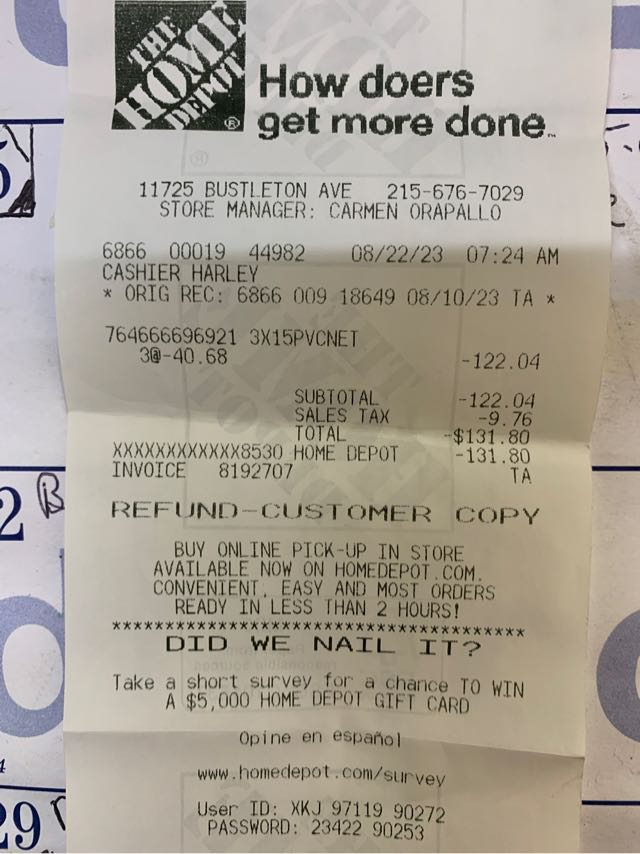 THE
HOME
DEPOT
®
How doers
get more done™
11725 BUSTLETON AVE 215-676-7029
STORE MANAGER: CARMEN ORAPALLO
6866 00019 44982 08/22/23 07:24 AM
CASHIER HARLEY
* ORIG REC: 6866 009 18649 08/10/23 TA *
764666696921 3X15PVCNET
3@-40.68 -122.04
SUBTOTAL -122.04
SALES TAX -9.76
TOTAL -$131.80
XXXXXXXXXXXX8530 HOME DEPOT -131.80
INVOICE 8192707 TA
REFUND-CUSTOMER COPY
BUY ONLINE PICK-UP IN STORE
AVAILABLE NOW ON HOMEDEPOT.COM.
CONVENIENT, EASY AND MOST ORDERS
READY IN LESS THAN 2 HOURS!
****************************************
DID WE NAIL IT?
Take a short survey for a chance TO WIN
A $5,000 HOME DEPOT GIFT CARD
Opine en español
www.homedepot.com/survey
User ID: XKJ 97119 90272
PASSWORD: 23422 90253
29